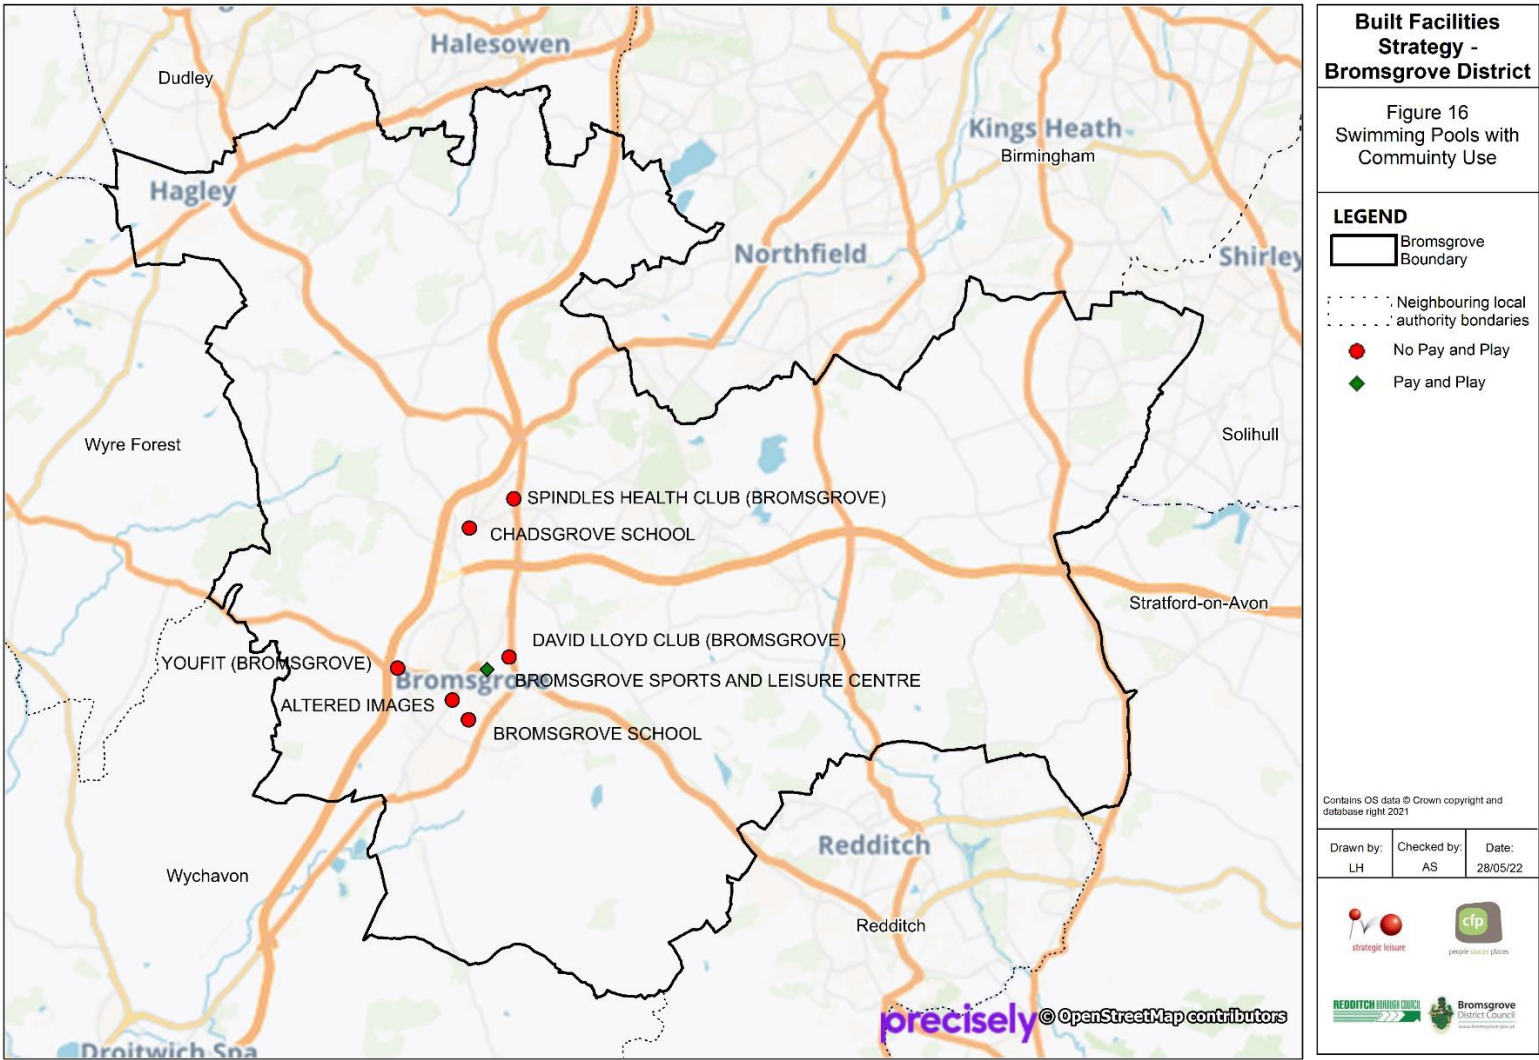 Halesowen
Dudley
Kings Heath
Birmingham
Hagley
Northfield
Shirley
Wyre Forest
Solihull
SPINDLES HEALTH CLUB (BROMSGROVE)
CHADSGROVE SCHOOL
Stratford-on-Avon
DAVID LLOYD CLUB (BROMSGROVE)
YOUFIT (BROMSGROVE)
Bromsgrove
BROMSGROVE SPORTS AND LEISURE CENTRE
ALTERED IMAGES
BROMSGROVE SCHOOL
Redditch
Wychavon
Redditch
precisely © OpenStreetMap contributors
Droitwich Spa
Built Facilities
Strategy -
Bromsgrove District
Figure 16
Swimming Pools with
Commuinty Use
LEGEND
Bromsgrove
Boundary
Neighbouring local
authority bondaries
No Pay and Play
Pay and Play
Contains OS data © Crown copyright and
database right 2021
Drawn by:
LH
Checked by:
AS
Date:
28/05/22
strategic leisure
cfp
people spaces places
REDDITCH BOROUGH COUNCIL
Bromsgrove
District Council
www.bromsgrove.gov.uk